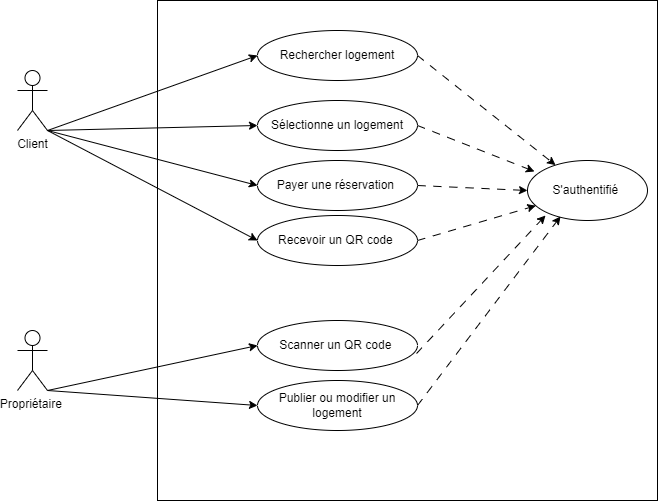 Rechercher logement
Sélectionne un logement
Client
Payer une réservation
S'authentifié
Recevoir un QR code
Scanner un QR code
Propriétaire
Publier ou modifier un
logement